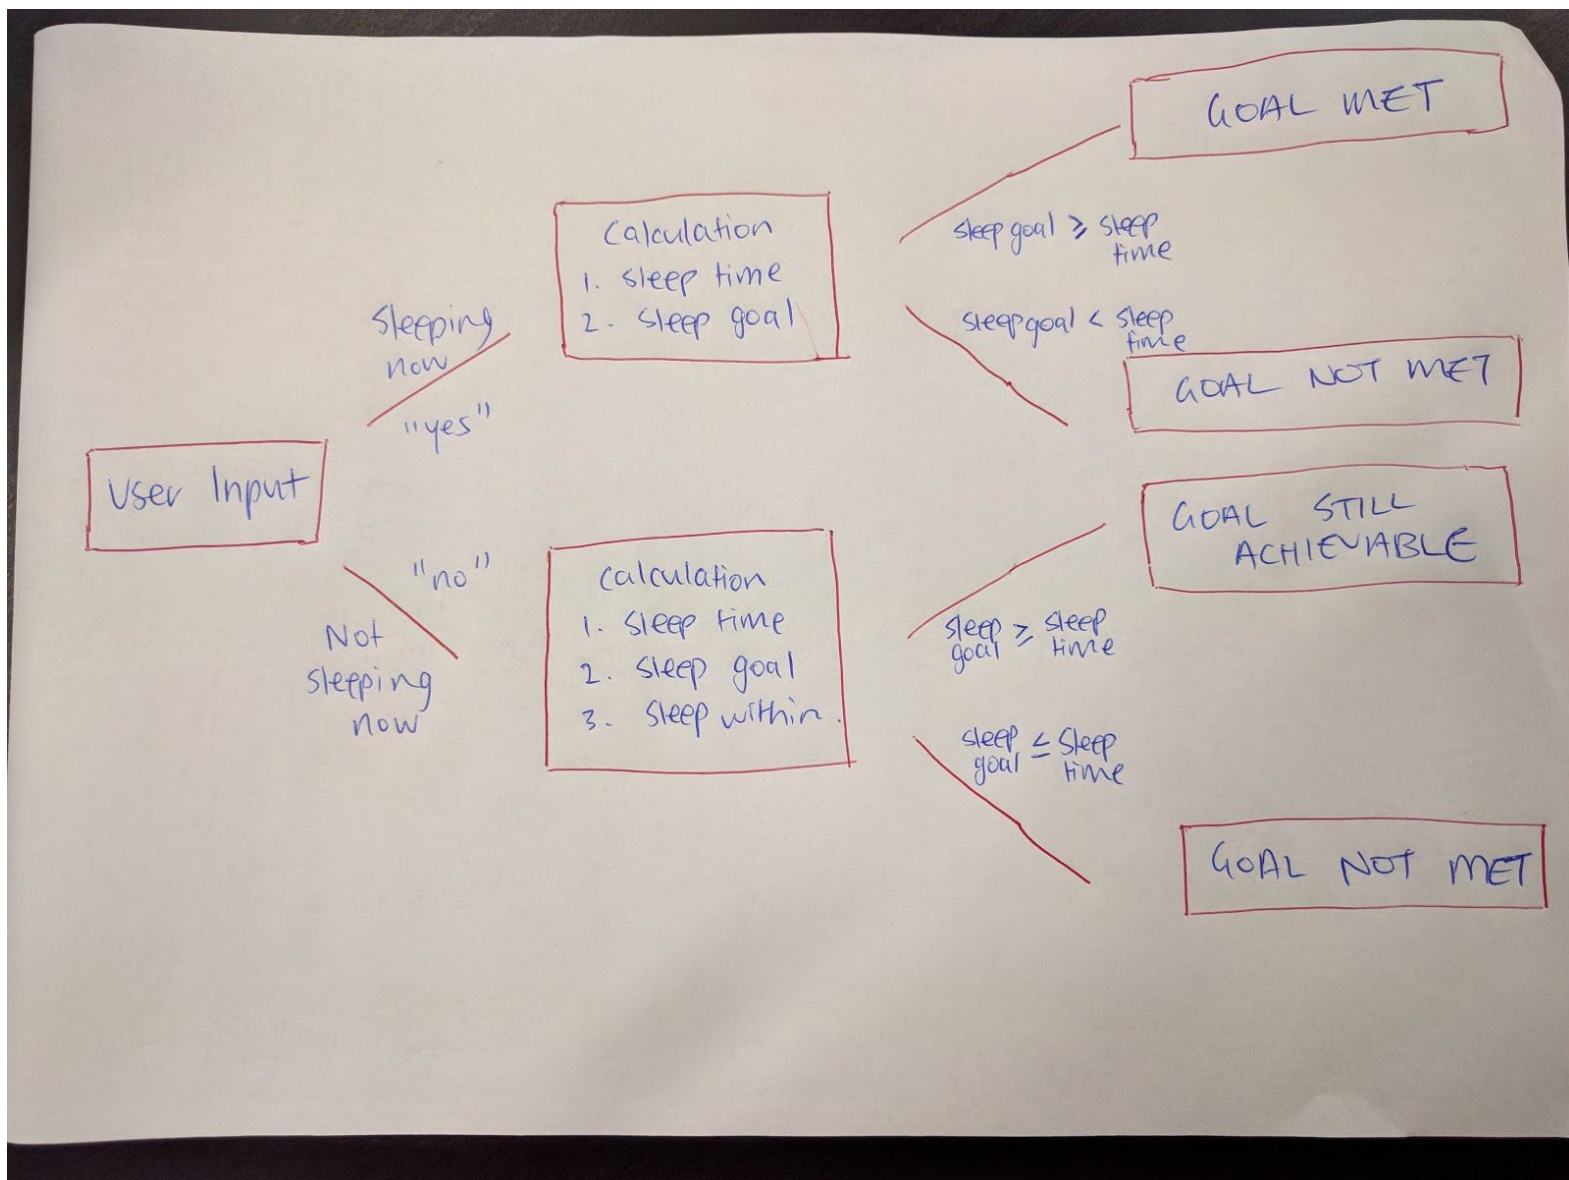 GOAL MET
Calculation
1. sleep time
2. sleep goal
sleep goal ≥ sleep
time
sleep goal < sleep
time
GOAL NOT MET
Sleeping
now
"yes"
User Input
"no"
Not
sleeping
now
Calculation
1. sleep time
2. sleep goal
3. sleep within.
GOAL STILL
ACHIEVABLE
sleep ≥ sleep
goal time
sleep ≤ sleep
goal time
GOAL NOT MET